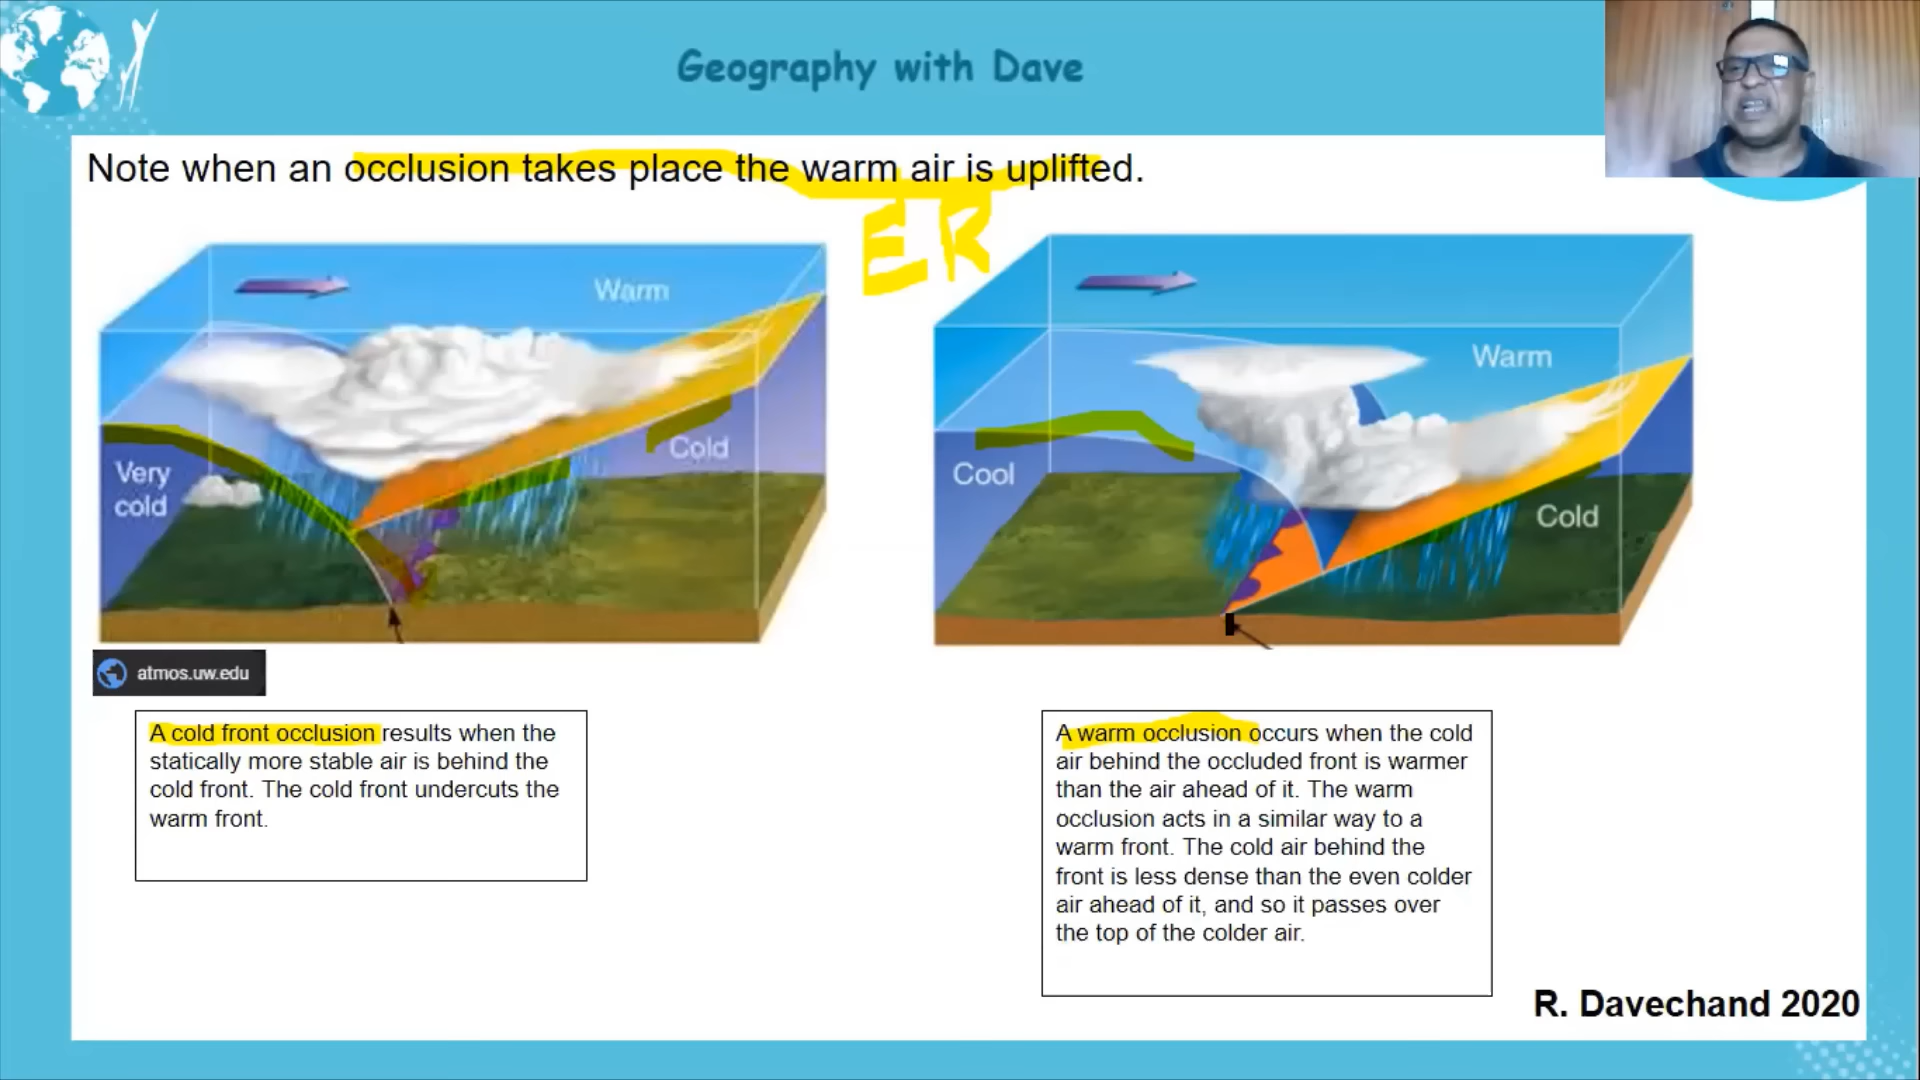 Geography with Dave
Note when an occlusion takes place the warm air is uplifted.
ER
Warm
Very
cold
Cold
Warm
Cool
Cold
atmos.uw.edu
A cold front occlusion results when the
statically more stable air is behind the
cold front. The cold front undercuts the
warm front.
A warm occlusion occurs when the cold
air behind the occluded front is warmer
than the air ahead of it. The warm
occlusion acts in a similar way to a
warm front. The cold air behind the
front is less dense than the even colder
air ahead of it, and so it passes over
the top of the colder air.
R. Davechand 2020